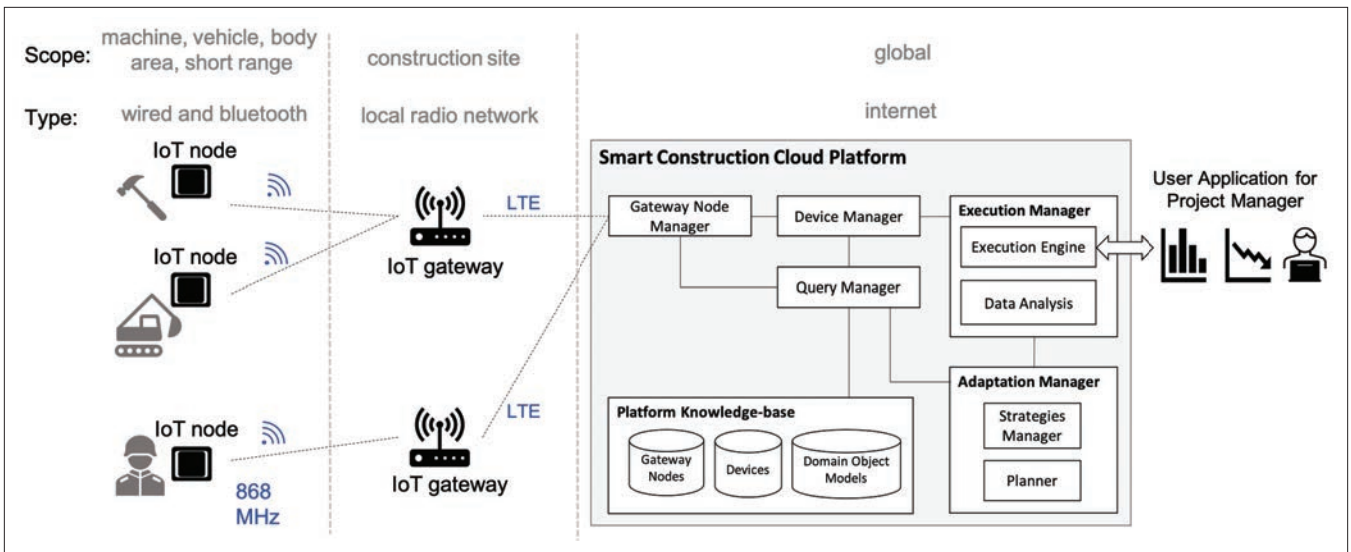 Scope:
machine, vehicle, body
area, short range
construction site
global
Type:
wired and bluetooth
local radio network
internet
IoT node
IoT node
IoT node
868
MHz
IoT gateway
LTE
IoT gateway
LTE
Smart Construction Cloud Platform
Gateway Node
Manager
Device Manager
Query Manager
Execution Manager
Execution Engine
Data Analysis
Platform Knowledge-base
Gateway
Nodes
Devices
Domain Object
Models
Adaptation Manager
Strategies
Manager
Planner
User Application for
Project Manager